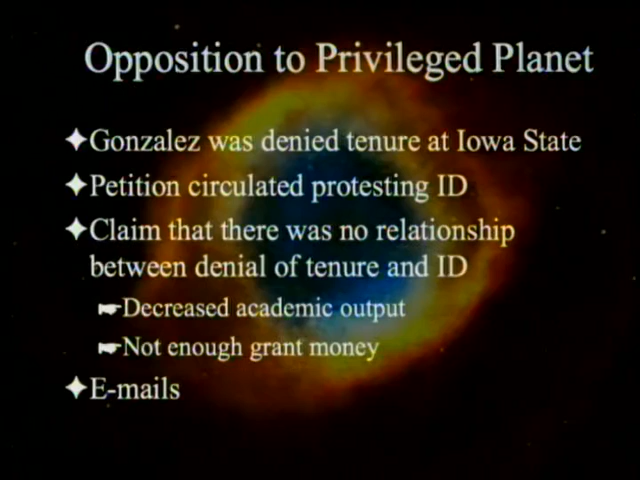 Opposition to Privileged Planet
Gonzalez was denied tenure at Iowa State
Petition circulated protesting ID
Claim that there was no relationship
between denial of tenure and ID
Decreased academic output
Not enough grant money
E-mails